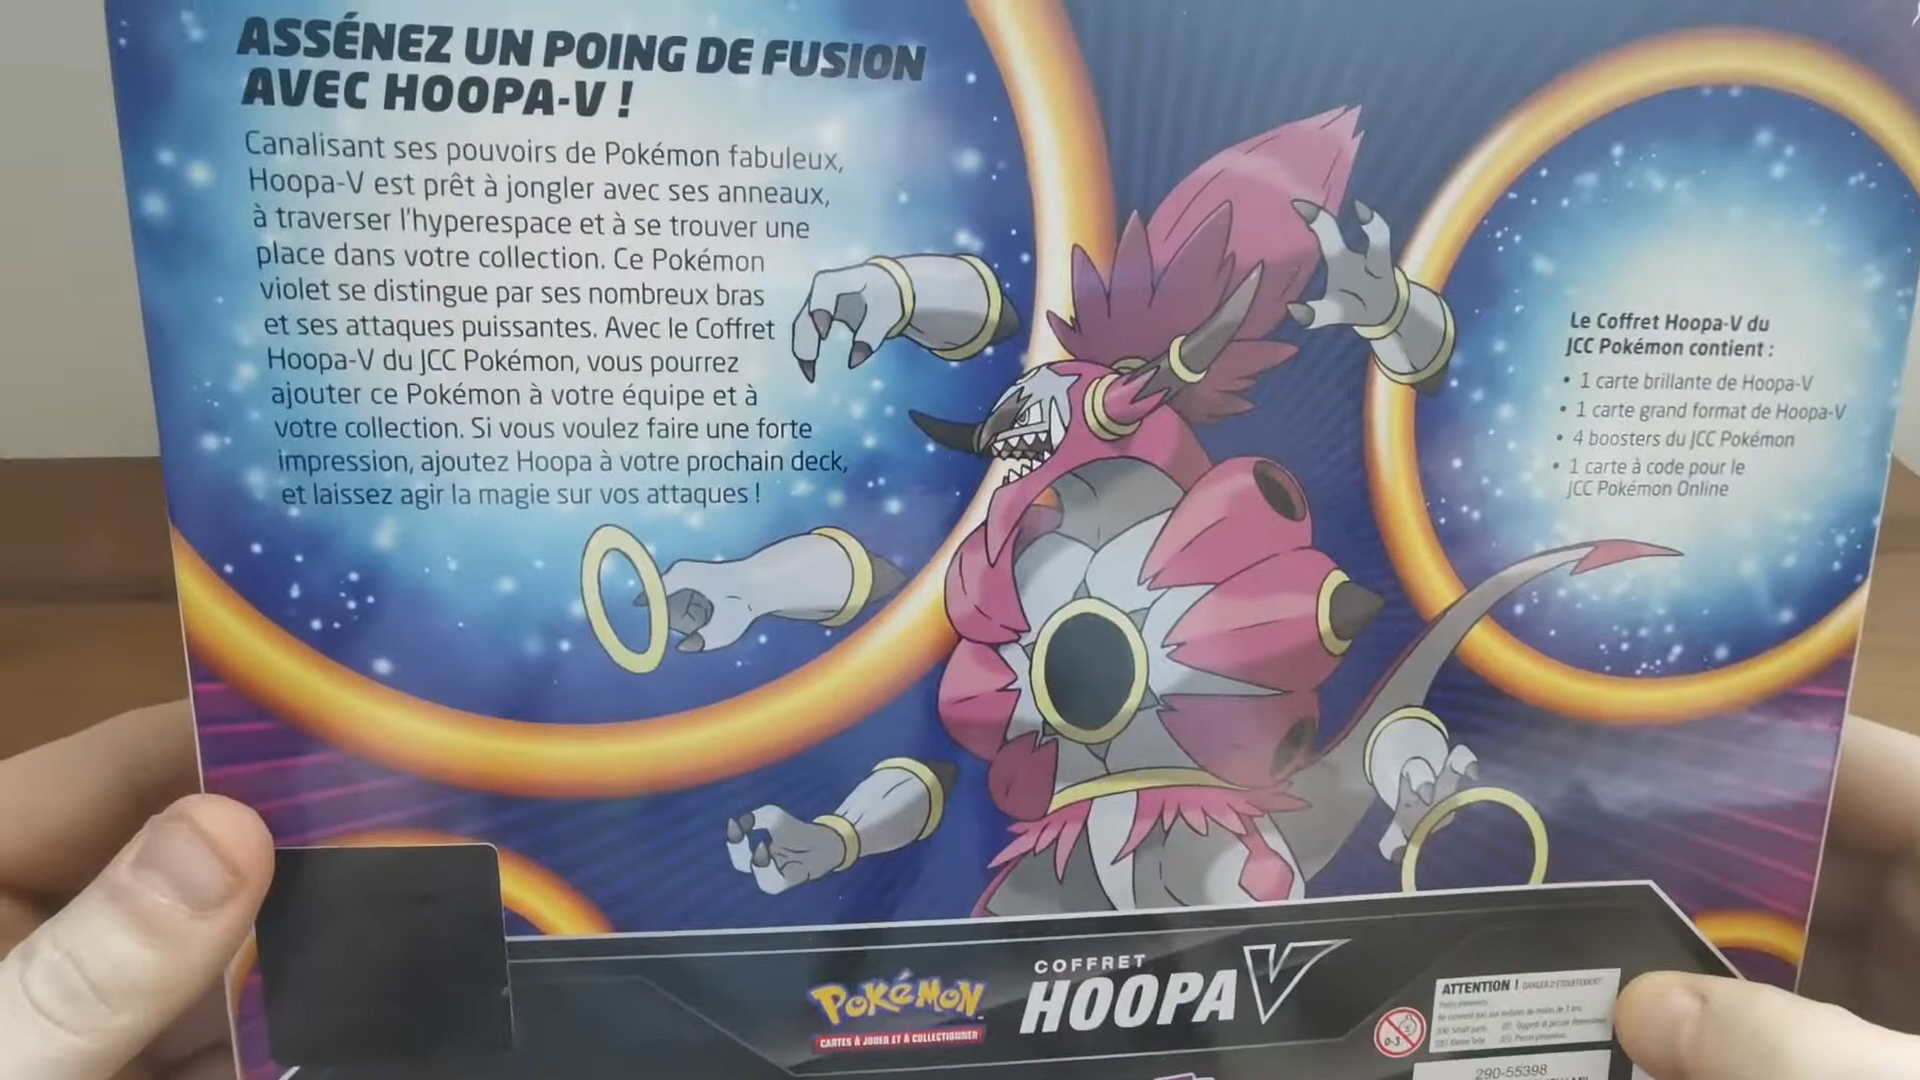 ASSÉNEZ UN POING DE FUSION
AVEC HOOPA-V !
Canalisant ses pouvoirs de Pokémon fabuleux,
Hoopa-V est prêt à jongler avec ses anneaux,
à traverser l'hyperespace et à se trouver une
place dans votre collection. Ce Pokémon
violet se distingue par ses nombreux bras
et ses attaques puissantes. Avec le Coffret
Hoopa-V du JCC Pokémon, vous pourrez
ajouter ce Pokémon à votre équipe et à
votre collection. Si vous voulez faire une forte
impression, ajoutez Hoopa à votre prochain deck,
et laissez agir la magie sur vos attaques !
Le Coffret Hoopa-V du
JCC Pokémon contient :
• 1 carte brillante de Hoopa-V
• 1 carte grand format de Hoopa-V
• 4 boosters du JCC Pokémon
• 1 carte à code pour le
JCC Pokémon Online
POKÉMON
CARTES À JOUER ET À COLLECTIONNER
COFFRET
HOOPA V
0-3
ATTENTION ! DANGER D'ÉTOUFFEMENT
290-55398